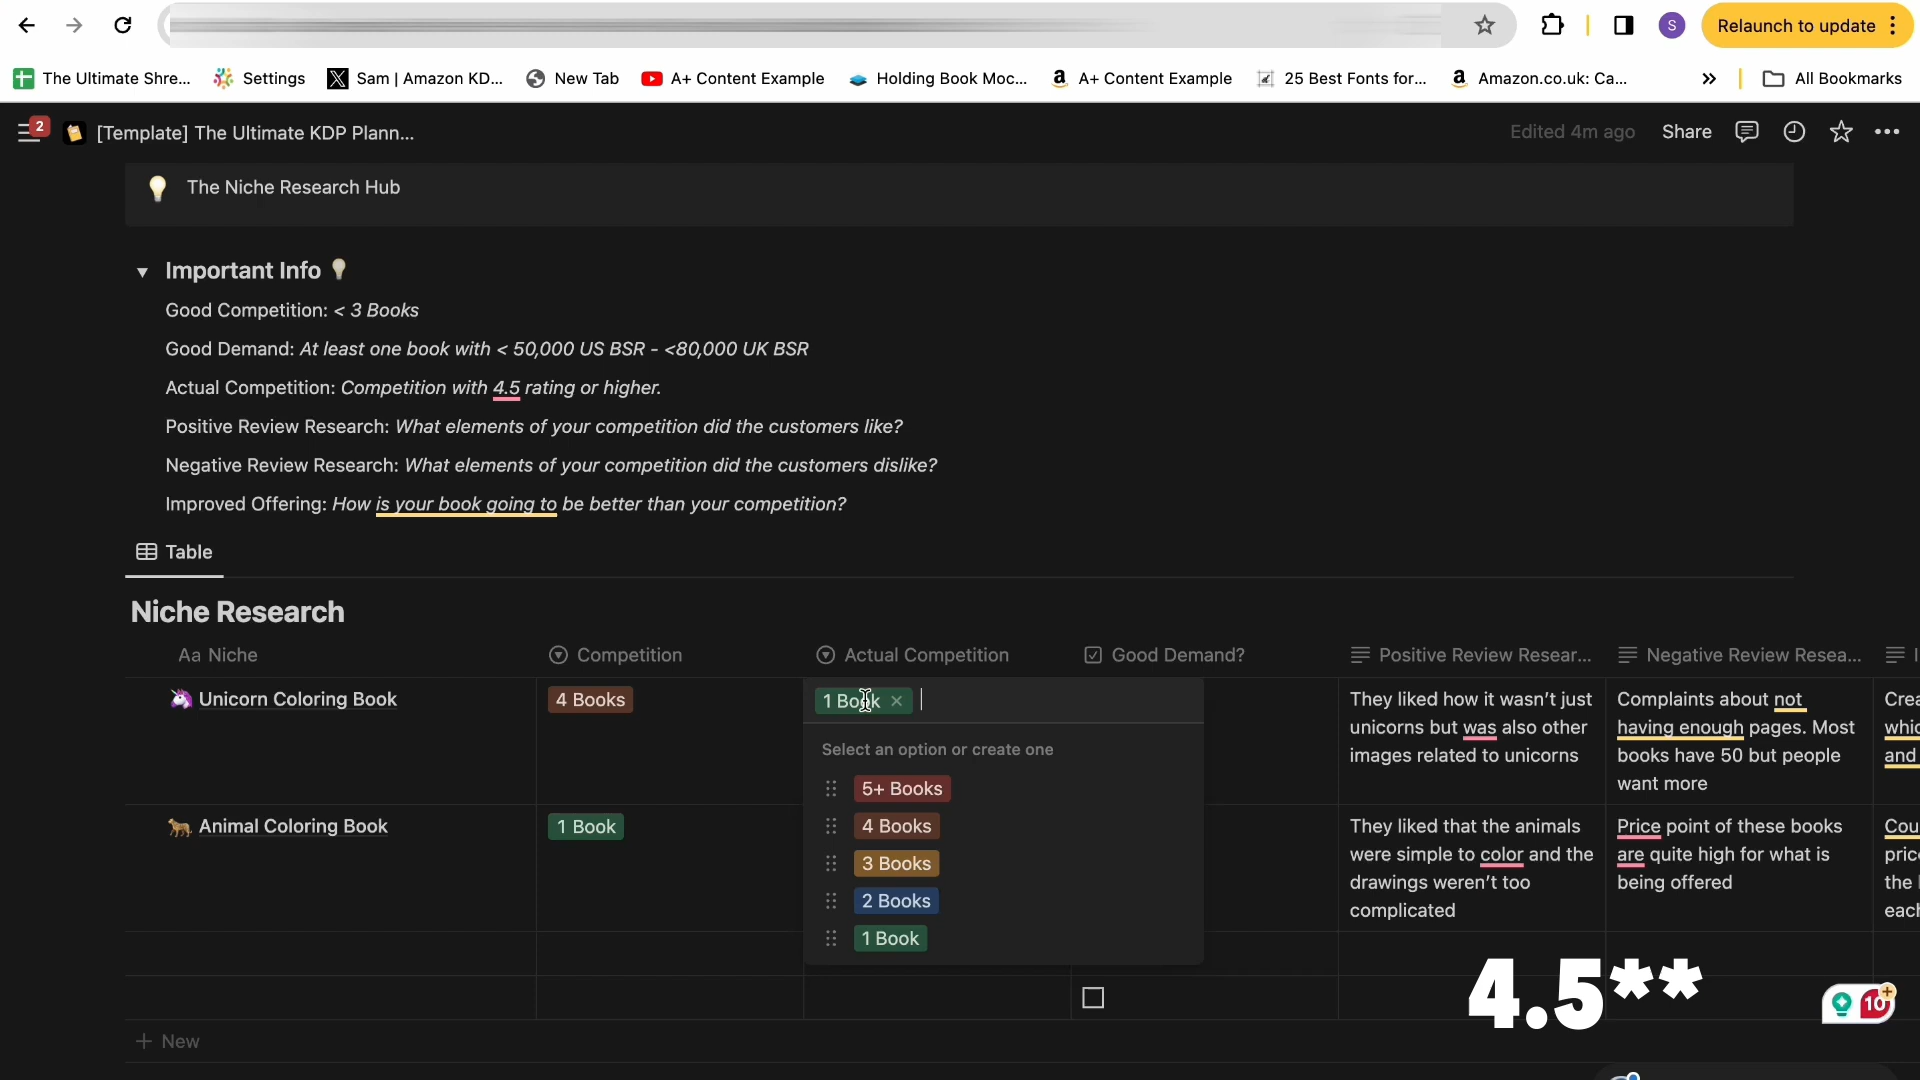 S
Relaunch to update
The Ultimate Shre...
Settings
Sam | Amazon KD...
New Tab
A+ Content Example
Holding Book Moc...
A+ Content Example
25 Best Fonts for...
Amazon.co.uk: Ca...
»
All Bookmarks
2
[Template] The Ultimate KDP Plann...
Edited 4m ago
Share
The Niche Research Hub
Important Info
Good Competition: < 3 Books
Good Demand: At least one book with < 50,000 US BSR - <80,000 UK BSR
Actual Competition: Competition with 4.5 rating or higher.
Positive Review Research: What elements of your competition did the customers like?
Negative Review Research: What elements of your competition did the customers dislike?
Improved Offering: How is your book going to be better than your competition?
Table
Niche Research
Aa Niche
Competition
Actual Competition
Good Demand?
Positive Review Resear...
Negative Review Resea...
Unicorn Coloring Book
4 Books
1 Book
They liked how it wasn't just
unicorns but was also other
images related to unicorns
Complaints about not
having enough pages. Most
books have 50 but people
want more
Crea
whic
and
Select an option or create one
5+ Books
4 Books
3 Books
2 Books
1 Book
Animal Coloring Book
1 Book
They liked that the animals
were simple to color and the
drawings weren't too
complicated
Price point of these books
are quite high for what is
being offered
Cou
pric
the
each
4.5**
10
+ New